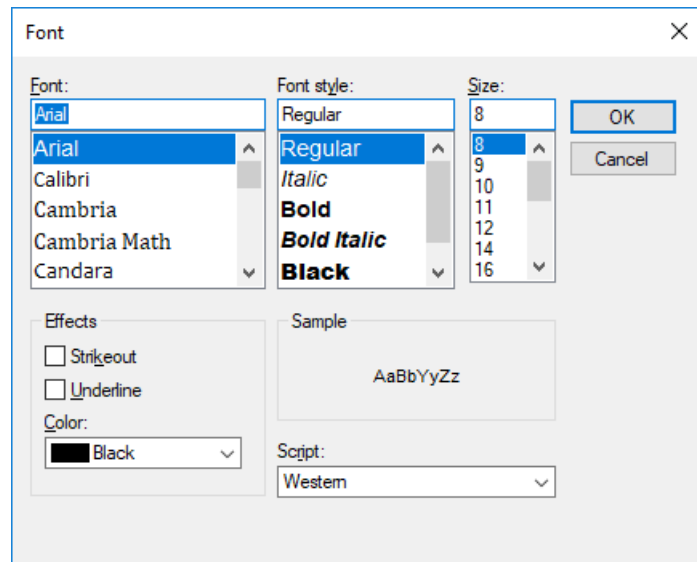 Font
Font: Font style: Size:
Arial Regular 8 OK
Arial Regular 8 Cancel
Calibri Italic 9
Cambria Bold 10
Cambria Math Bold Italic 11
Candara Black 12
14
16
Effects Sample
Strikeout
Underline AaBbYyZz
Color:
Black Script:
Western